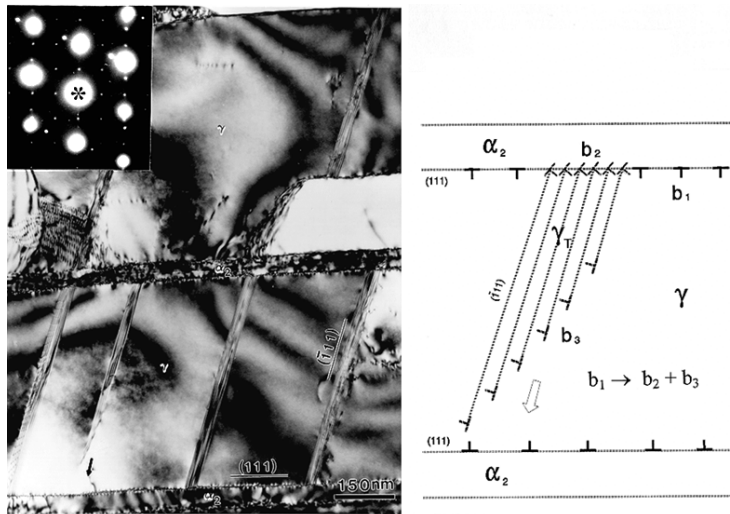 *
γ
α₂
γ
(1̄11)
(111)
150nm
α₂
α₂
b₂
(111)
b₁
γT
(1̄11)
γ
b₃
b₁ → b₂ + b₃
(111)
α₂